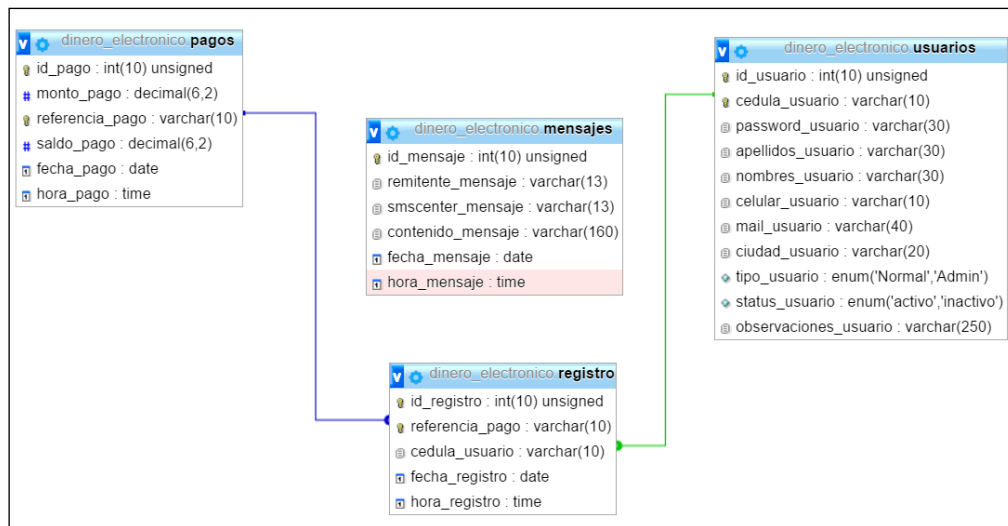 dinero_electronico pagos
id_pago : int(10) unsigned
monto_pago : decimal(6,2)
referencia_pago : varchar(10)
saldo_pago : decimal(6,2)
fecha_pago : date
hora_pago : time
dinero_electronico mensajes
id_mensaje : int(10) unsigned
remitente_mensaje : varchar(13)
smscenter_mensaje : varchar(13)
contenido_mensaje : varchar(160)
fecha_mensaje : date
hora_mensaje : time
dinero_electronico usuarios
id_usuario : int(10) unsigned
cedula_usuario : varchar(10)
password_usuario : varchar(30)
apellidos_usuario : varchar(30)
nombres_usuario : varchar(30)
celular_usuario : varchar(10)
mail_usuario : varchar(40)
ciudad_usuario : varchar(20)
tipo_usuario : enum('Normal','Admin')
status_usuario : enum('activo','inactivo')
observaciones_usuario : varchar(250)
dinero_electronico registro
id_registro : int(10) unsigned
referencia_pago : varchar(10)
cedula_usuario : varchar(10)
fecha_registro : date
hora_registro : time